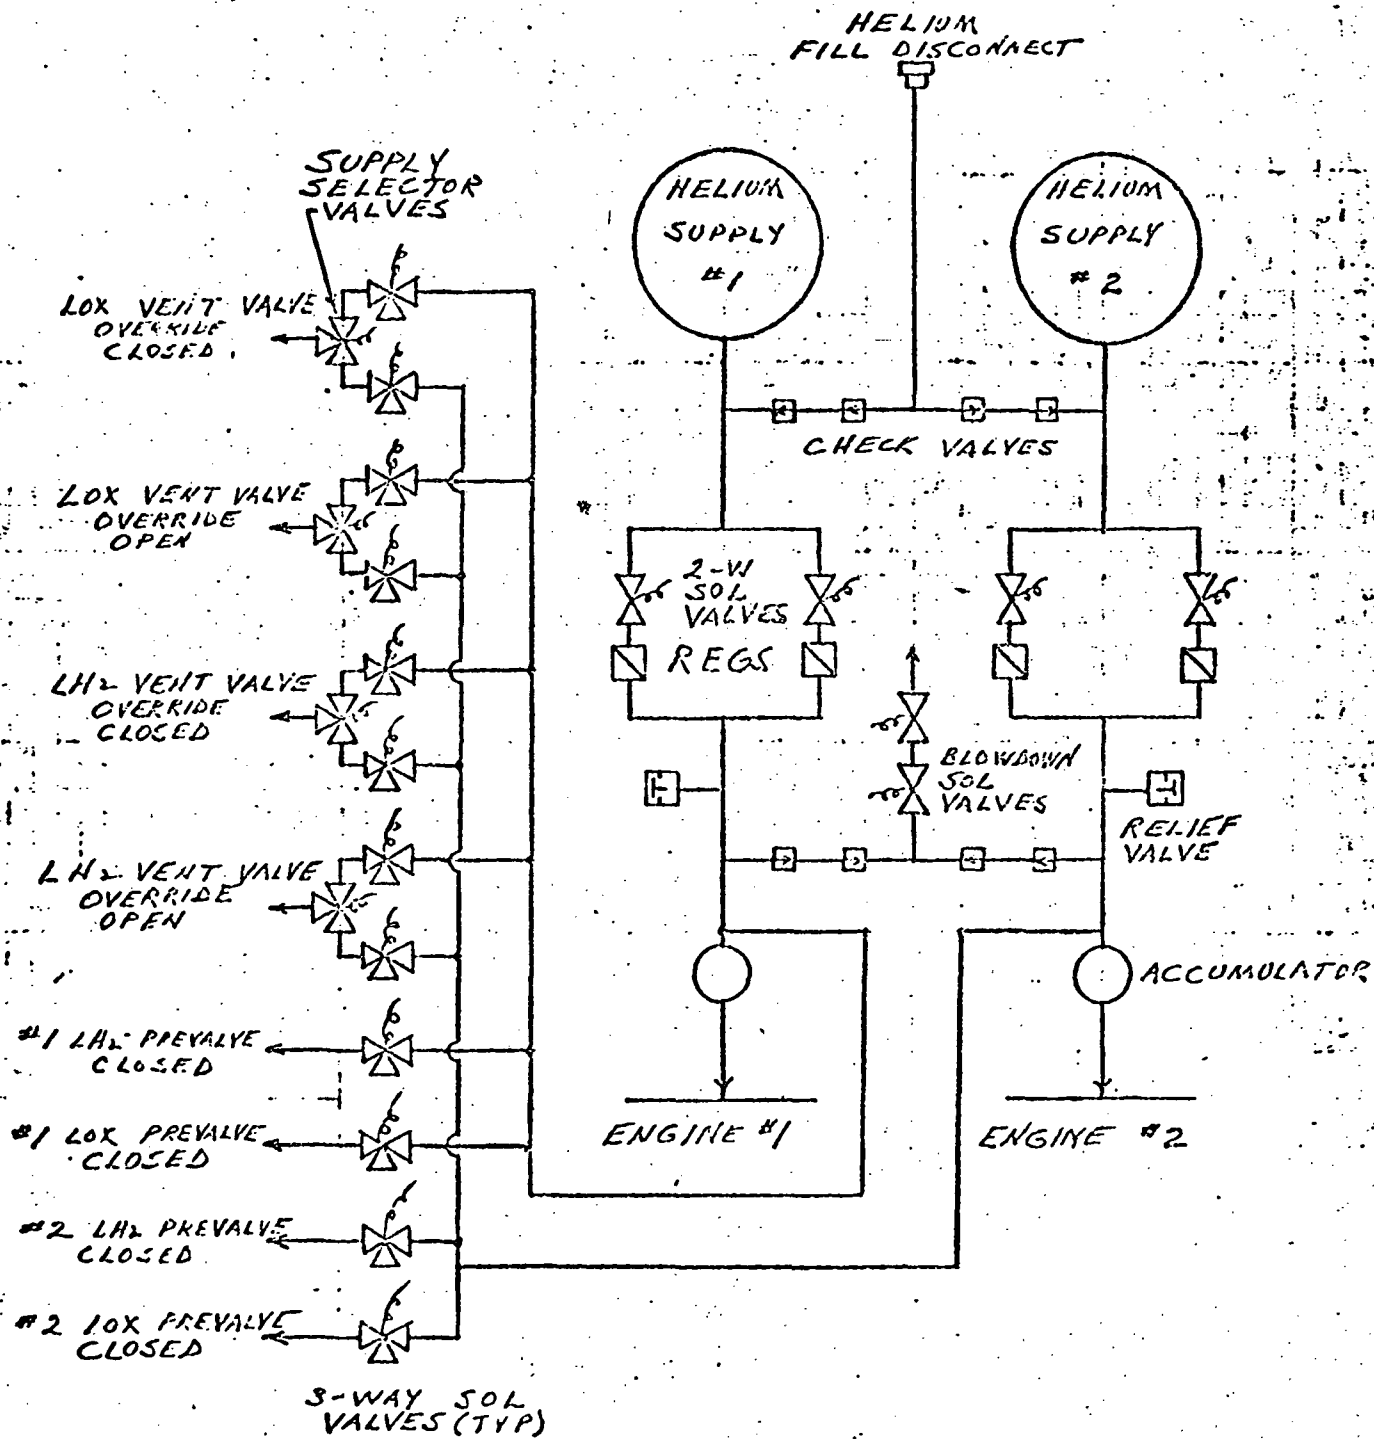 HELIUM
FILL DISCONNECT
SUPPLY
SELECTOR
VALVES
HELIUM
SUPPLY
#1
HELIUM
SUPPLY
#2
LOX VENT VALVE
OVERRIDE
CLOSED
CHECK VALVES
LOX VENT VALVE
OVERRIDE
OPEN
2-W
SOL
VALVES
REGS
LH2 VENT VALVE
OVERRIDE
CLOSED
BLOWDOWN
SOL
VALVES
RELIEF
VALVE
LH2 VENT VALVE
OVERRIDE
OPEN
ACCUMULATOR
#1 LH2 PREVALVE
CLOSED
#1 LOX PREVALVE
CLOSED
ENGINE #1
ENGINE #2
#2 LH2 PREVALVE
CLOSED
#2 LOX PREVALVE
CLOSED
3-WAY SOL
VALVES (TYP)